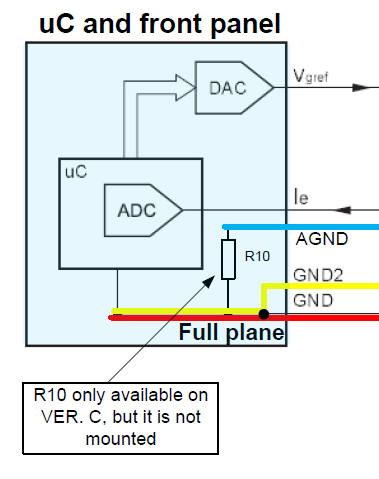 uC and front panel
DAC
Vgref
uC
ADC
Ie
AGND
R10
GND2
GND
Full plane
R10 only available on
VER. C, but it is not
mounted